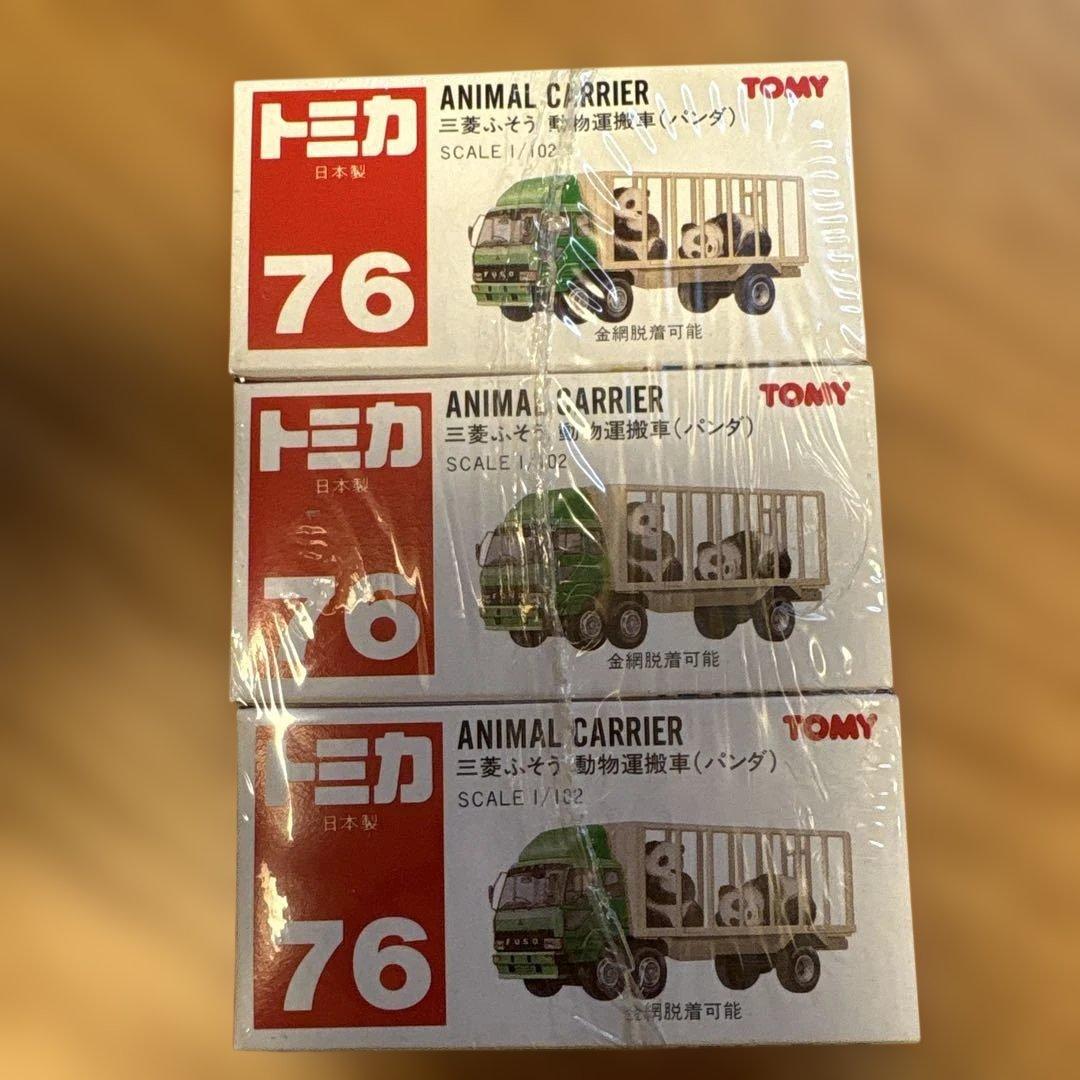 トミカ
日本製
76
ANIMAL CARRIER
三菱ふそう 動物運搬車(パンダ)
SCALE 1/102
TOMY
FUSO
金網脱着可能
トミカ
日本製
76
ANIMAL CARRIER
三菱ふそう 動物運搬車(パンダ)
SCALE 1/102
TOMY
金網脱着可能
トミカ
日本製
76
ANIMAL CARRIER
三菱ふそう 動物運搬車(パンダ)
SCALE 1/102
TOMY
FUSO
金網脱着可能